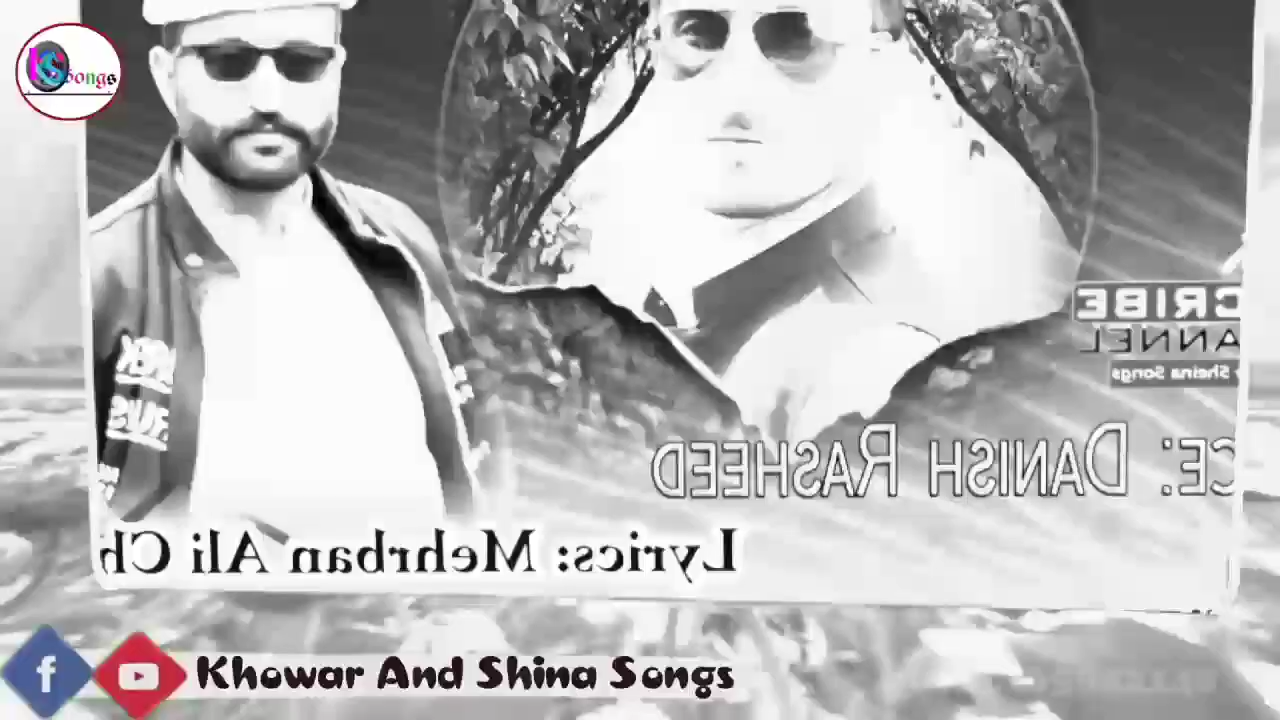 Songs
CRIBE
ANNEL
Sheina Songs
CE: DANISH RASHEED
Lyrics: Mehrban Ali Ch
Khowar And Shina Songs